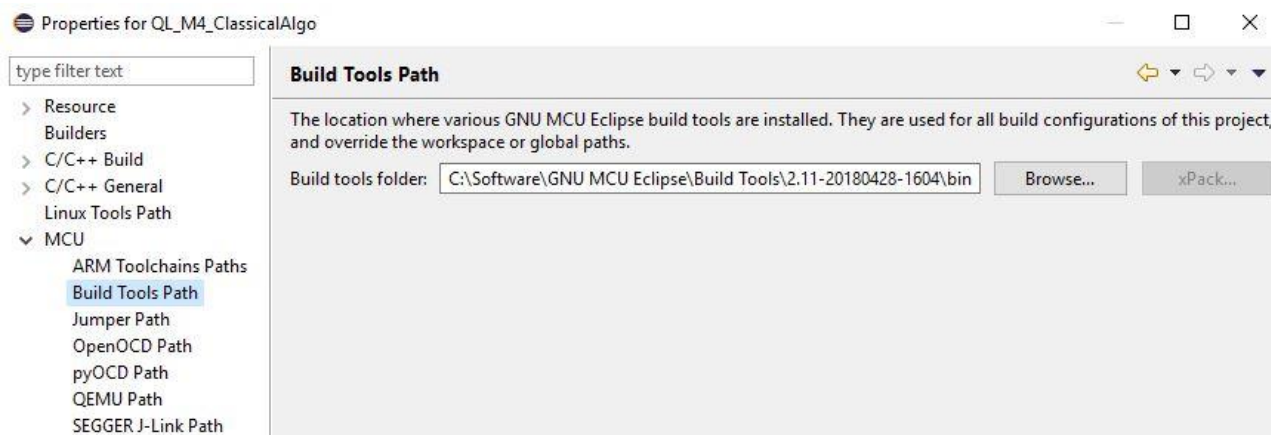 Properties for QL_M4_ClassicalAlgo
type filter text
Resource
Builders
C/C++ Build
C/C++ General
Linux Tools Path
MCU
ARM Toolchains Paths
Build Tools Path
Jumper Path
OpenOCD Path
pyOCD Path
QEMU Path
SEGGER J-Link Path
Build Tools Path
The location where various GNU MCU Eclipse build tools are installed. They are used for all build configurations of this project,
and override the workspace or global paths.
Build tools folder: C:\Software\GNU MCU Eclipse\Build Tools\2.11-20180428-1604\bin Browse... xPack...